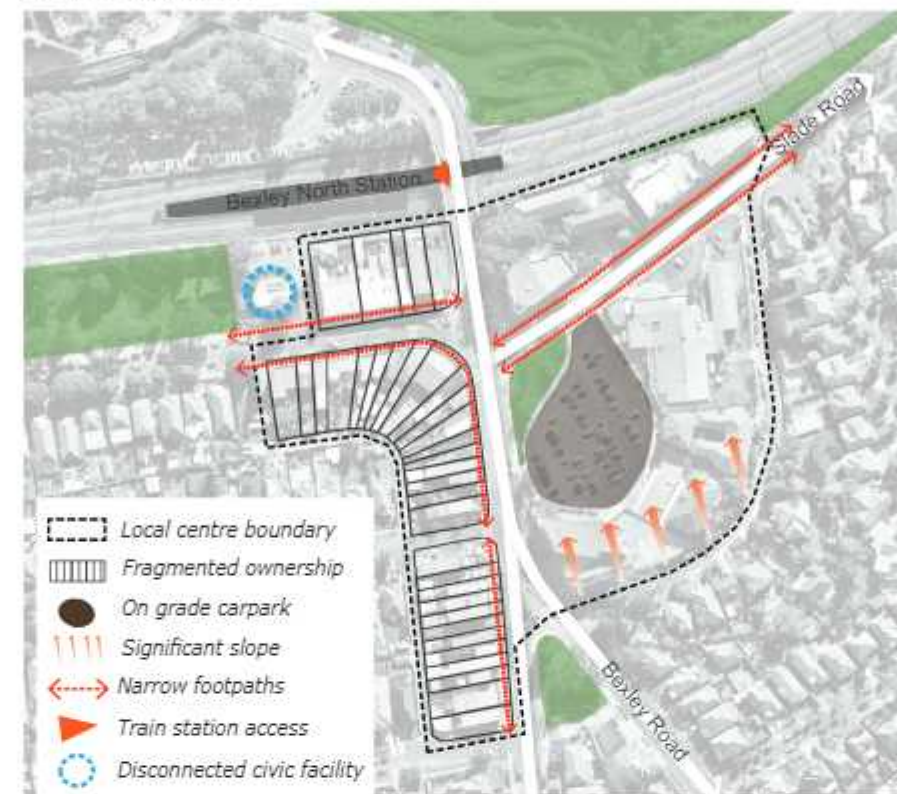 Slade Road
Bexley North Station
Local centre boundary
Fragmented ownership
On grade carpark
Significant slope
Narrow footpaths
Train station access
Disconnected civic facility
Bexley Road